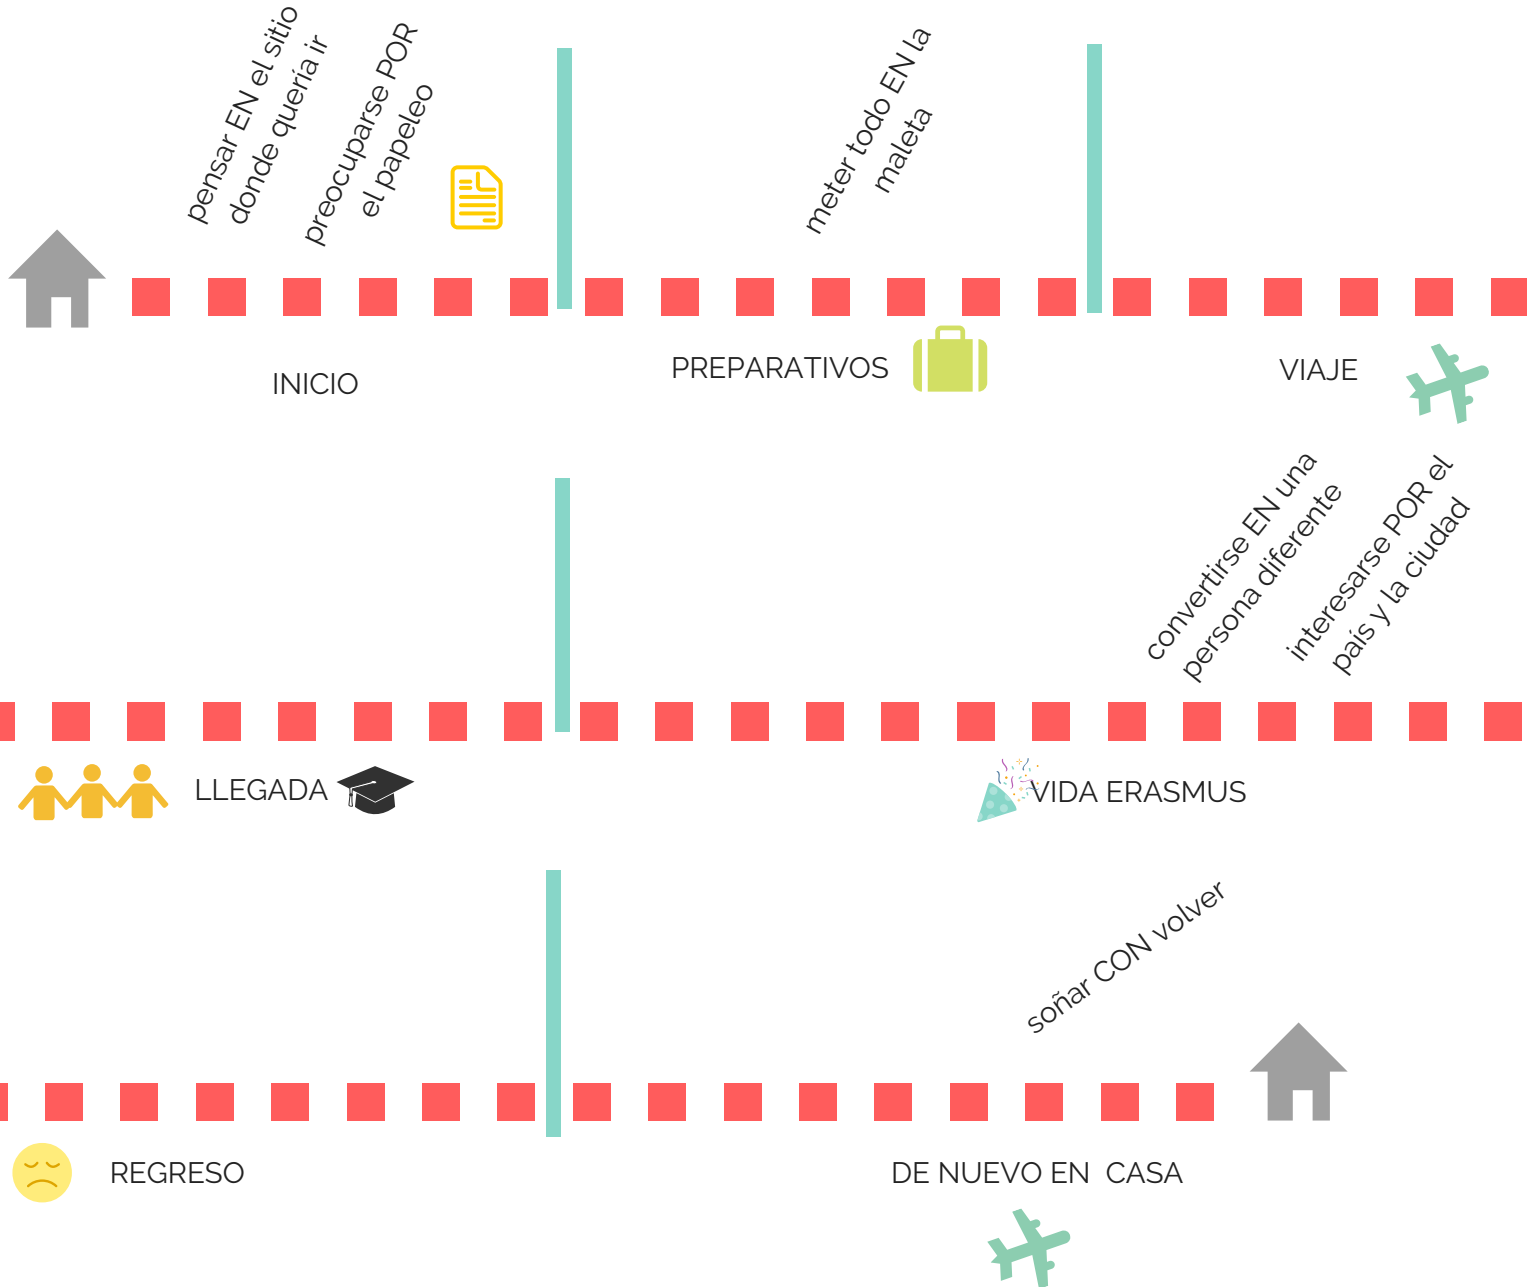 pensar EN el sitio
donde quería ir
preocuparse POR
el papeleo
meter todo EN la
maleta
INICIO
PREPARATIVOS
VIAJE
convertirse EN una
persona diferente
interesarse POR el
país y la ciudad
LLEGADA
VIDA ERASMUS
soñar CON volver
REGRESO
DE NUEVO EN CASA